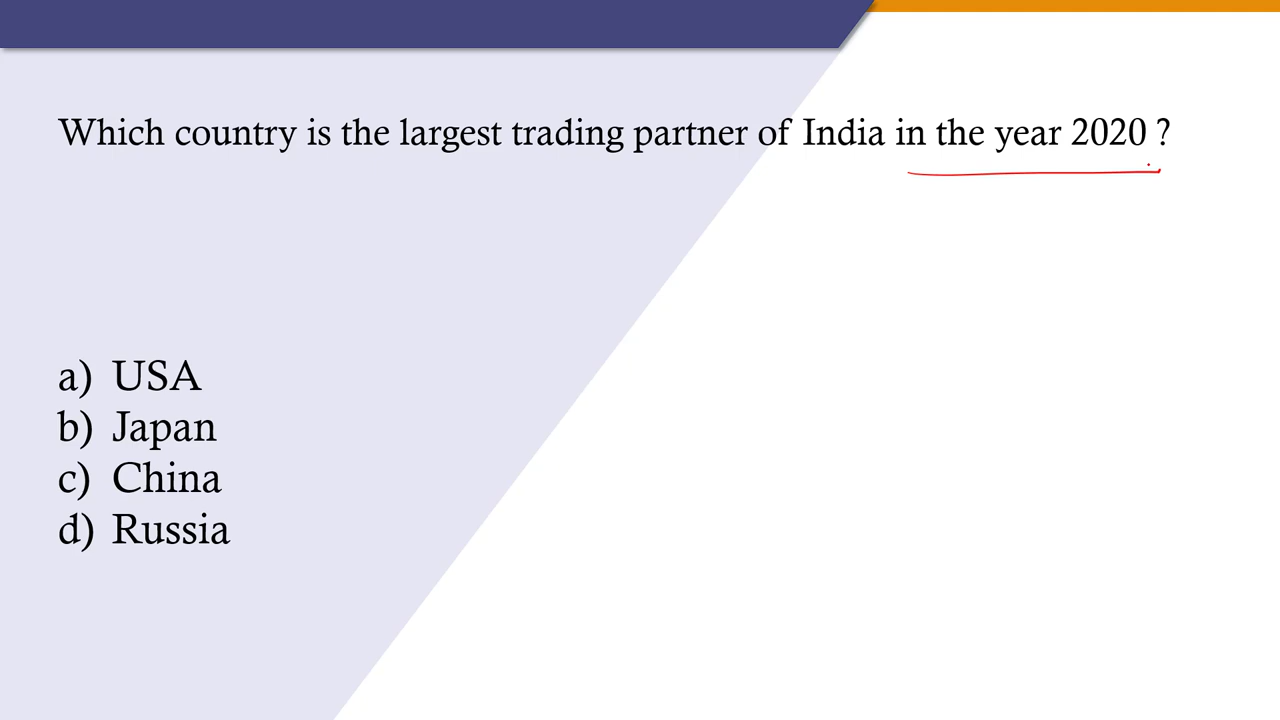 Which country is the largest trading partner of India in the year 2020 ?
a) USA
b) Japan
c) China
d) Russia